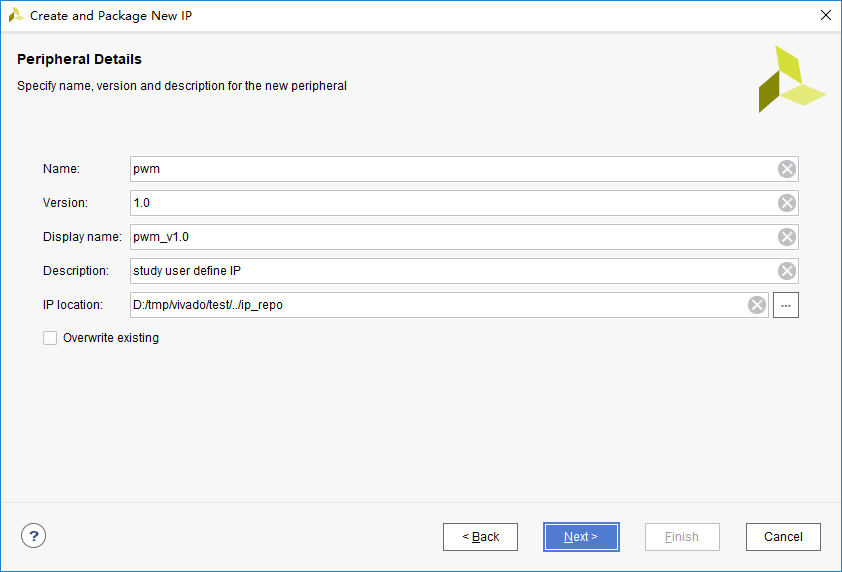 Create and Package New IP
Peripheral Details
Specify name, version and description for the new peripheral
Name: pwm
Version: 1.0
Display name: pwm_v1.0
Description: study user define IP
IP location: D:/tmp/vivado/test/../ip_repo ...
Overwrite existing
? < Back Next > Finish Cancel